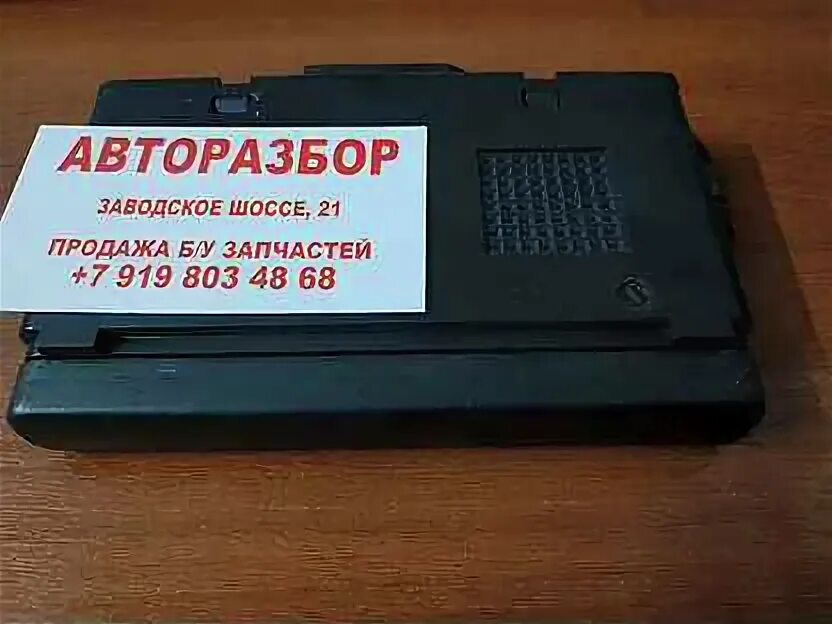 АВТОРАЗБОР
ЗАВОДСКОЕ ШОССЕ, 21
ПРОДАЖА Б/У ЗАПЧАСТЕЙ
+7 919 803 48 68